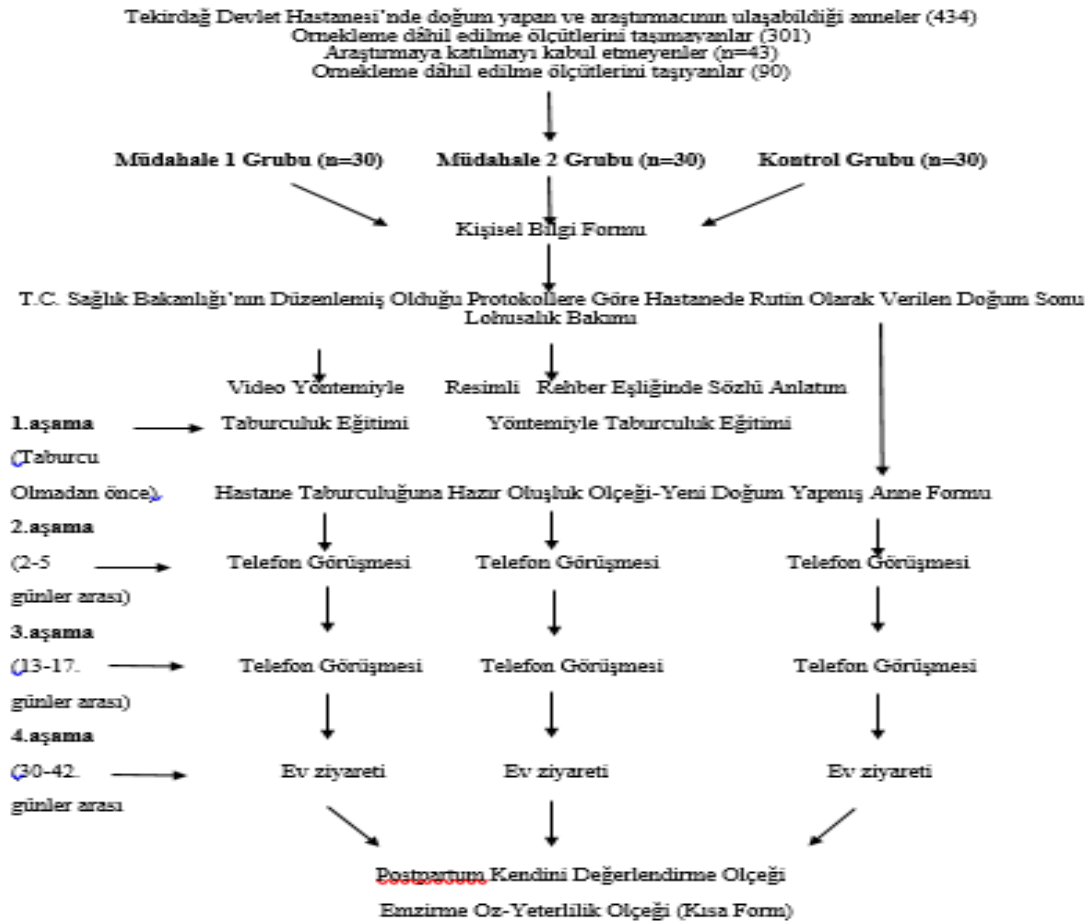 Tekirdağ Devlet Hastanesi’nde doğum yapan ve araştırmacının ulaşabildiği anneler (434)
Ornekleme dâhil edilme ölçütlerini taşımayanlar (301)
Araştırmaya katılmayı kabul etmeyenler (n=43)
Ornekleme dâhil edilme ölçütlerini taşıyanlar (90)
Müdahale 1 Grubu (n=30) Müdahale 2 Grubu (n=30) Kontrol Grubu (n=30)
Kişisel Bilgi Formu
T.C. Sağlık Bakanlığı’nın Düzenlemiş Olduğu Protokollere Göre Hastanede Rutin Olarak Verilen Doğum Sonu
Lohusalık Bakımı
Video Yöntemiyle Resimli Rehber Eşliğinde Sözlü Anlatım
1.aşama Taburculuk Eğitimi Yöntemiyle Taburculuk Eğitimi
(Taburcu
Olmadan önce) Hastane Taburculuğuna Hazır Oluşluk Olçeği-Yeni Doğum Yapmış Anne Formu
2.aşama
(2-5 Telefon Görüşmesi Telefon Görüşmesi Telefon Görüşmesi
günler arası)
3.aşama
(13-17. Telefon Görüşmesi Telefon Görüşmesi Telefon Görüşmesi
günler arası)
4.aşama
(30-42. Ev ziyareti Ev ziyareti Ev ziyareti
günler arası
Postpartum Kendini Değerlendirme Olçeği
Emzirme Oz-Yeterlilik Olçeği (Kısa Form)